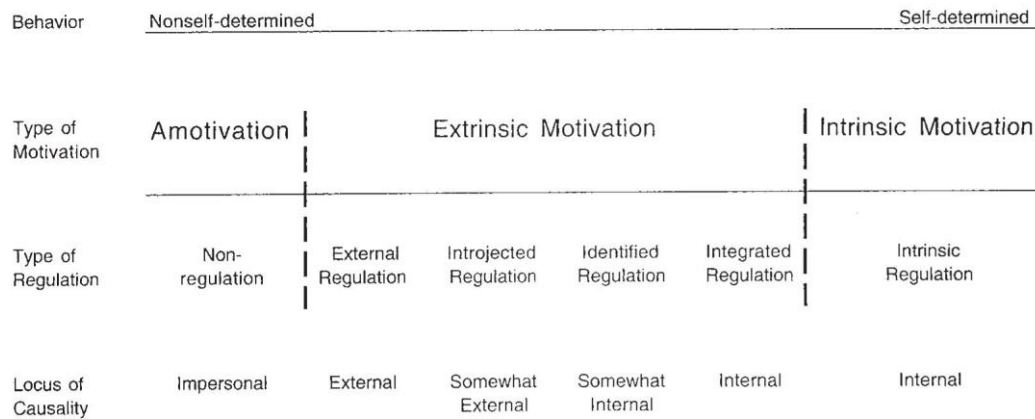 Behavior Nonself-determined Self-determined
Type of Motivation Amotivation Extrinsic Motivation Intrinsic Motivation
Type of Non- External Introjected Identified Integrated Intrinsic
Regulation regulation Regulation Regulation Regulation Regulation Regulation
Locus of Impersonal External Somewhat Somewhat Internal Internal
Causality External Internal